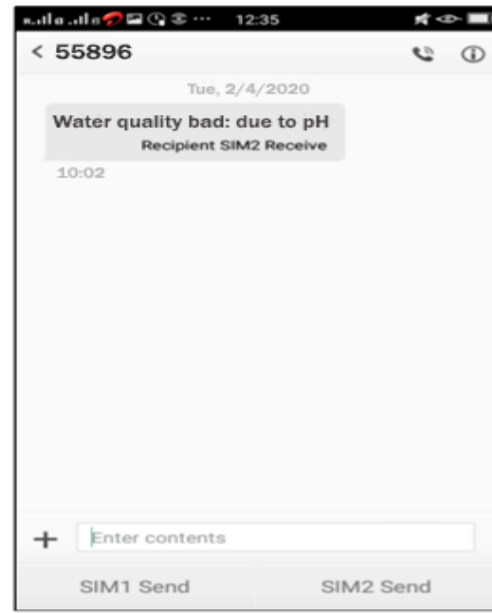 12:35
< 55896
Tue, 2/4/2020
Water quality bad: due to pH
Recipient SIM2 Receive
10:02
+ Enter contents
SIM1 Send SIM2 Send